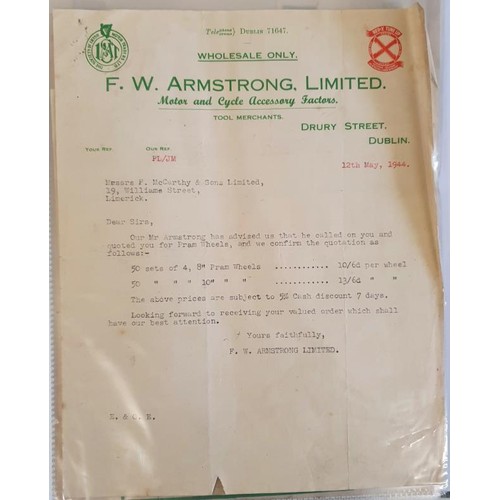 Telephone Dublin 71647.
WHOLESALE ONLY.
F. W. ARMSTRONG, LIMITED.
Motor and Cycle Accessory Factors.
TOOL MERCHANTS.
DRURY STREET,
DUBLIN.
YOUR REF. OUR REF.
PL/JM 12th May, 1944.
Messrs F. McCarthy & Sons Limited,
19, Williams Street,
Limerick.
Dear Sirs,
Our Mr Armstrong has advised us that he called on you and
quoted you for Pram Wheels, and we confirm the quotation as
follows:-
50 sets of 4, 8" Pram Wheels ............ 10/6d per wheel
50 " " " 10" " " ............ 13/6d " "
The above prices are subject to 5% Cash discount 7 days.
Looking forward to receiving your valued order which shall
have our best attention.
Yours faithfully,
F. W. ARMSTRONG LIMITED.
E. & O. E.